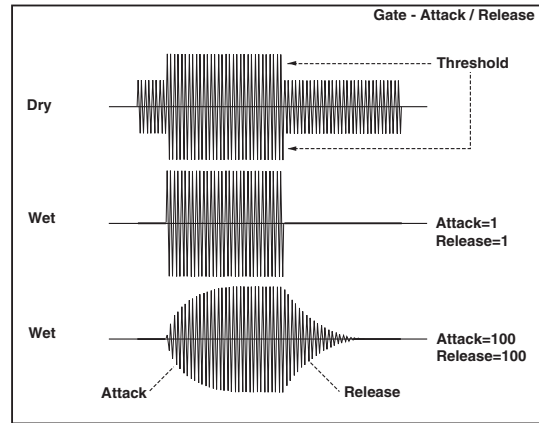 Gate - Attack / Release
Threshold
Dry
Wet
Attack=1
Release=1
Wet
Attack=100
Release=100
Attack
Release